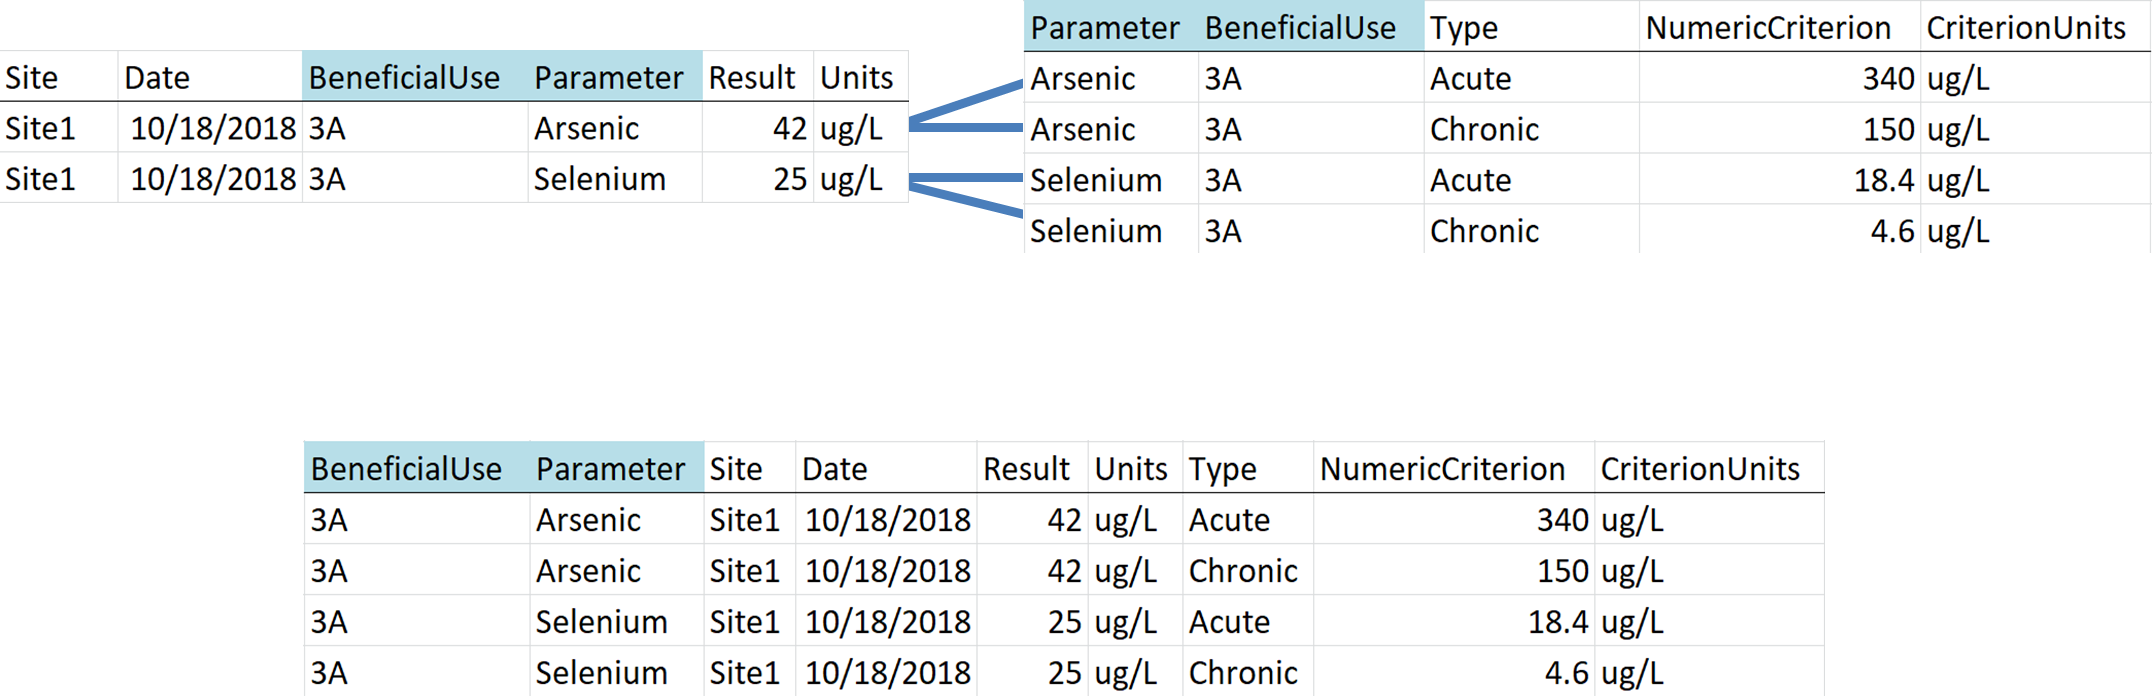 Site Date BeneficialUse Parameter Result Units
Site1 10/18/2018 3A Arsenic 42 ug/L
Site1 10/18/2018 3A Selenium 25 ug/L
Parameter BeneficialUse Type NumericCriterion CriterionUnits
Arsenic 3A Acute 340 ug/L
Arsenic 3A Chronic 150 ug/L
Selenium 3A Acute 18.4 ug/L
Selenium 3A Chronic 4.6 ug/L
BeneficialUse Parameter Site Date Result Units Type NumericCriterion CriterionUnits
3A Arsenic Site1 10/18/2018 42 ug/L Acute 340 ug/L
3A Arsenic Site1 10/18/2018 42 ug/L Chronic 150 ug/L
3A Selenium Site1 10/18/2018 25 ug/L Acute 18.4 ug/L
3A Selenium Site1 10/18/2018 25 ug/L Chronic 4.6 ug/L